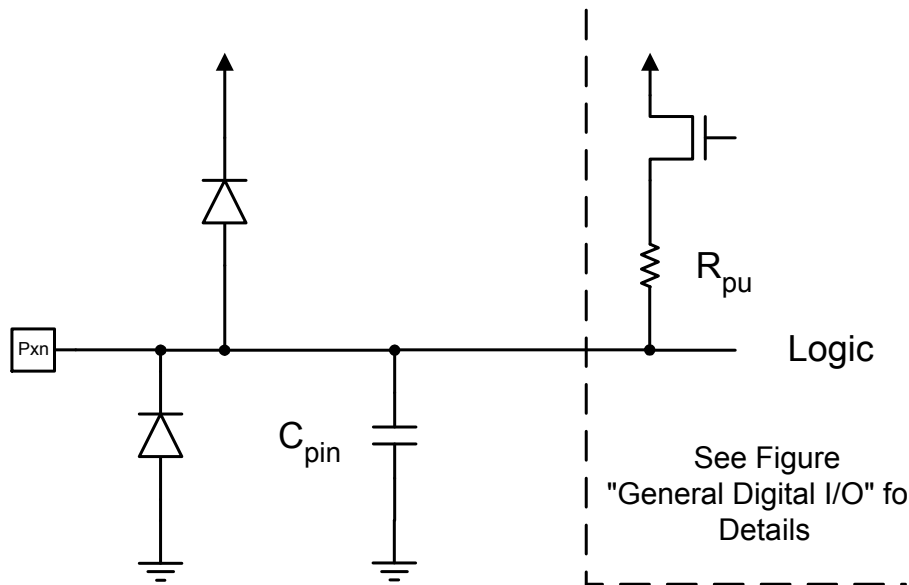 Pxn
R_pu
Logic
C_pin
See Figure
"General Digital I/O" fo
Details